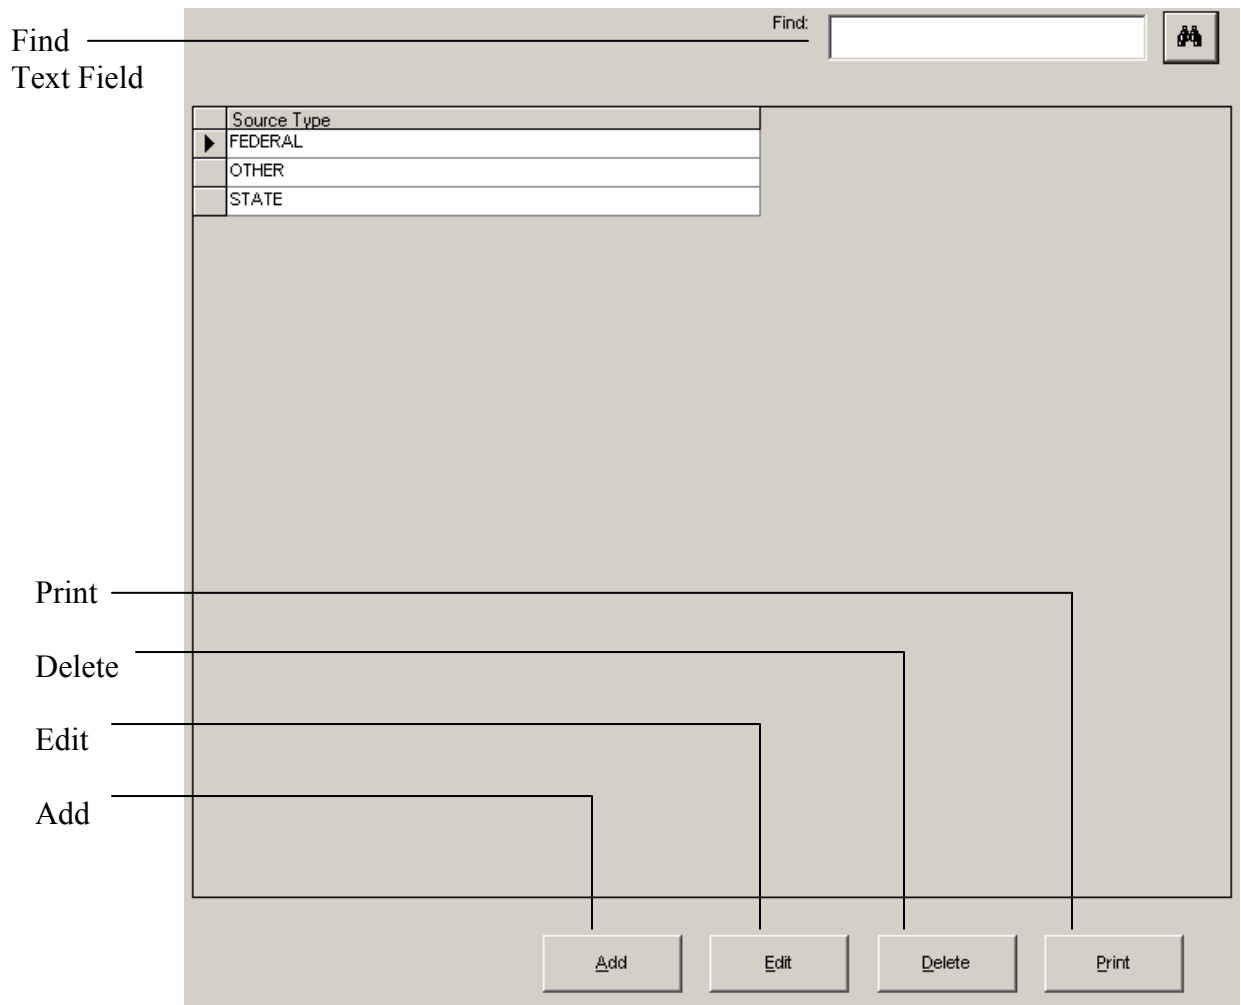 Find:
Find
Text Field
Source Type
FEDERAL
OTHER
STATE
Print
Delete
Edit
Add
Add
Edit
Delete
Print